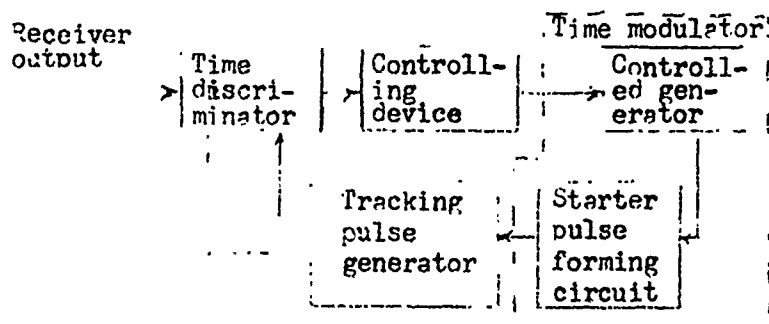 Receiver
output
Time
discri-
minator
Controll-
ing
device
Time modulator
Controll-
ed gen-
erator
Tracking
pulse
generator
Starter
pulse
forming
circuit